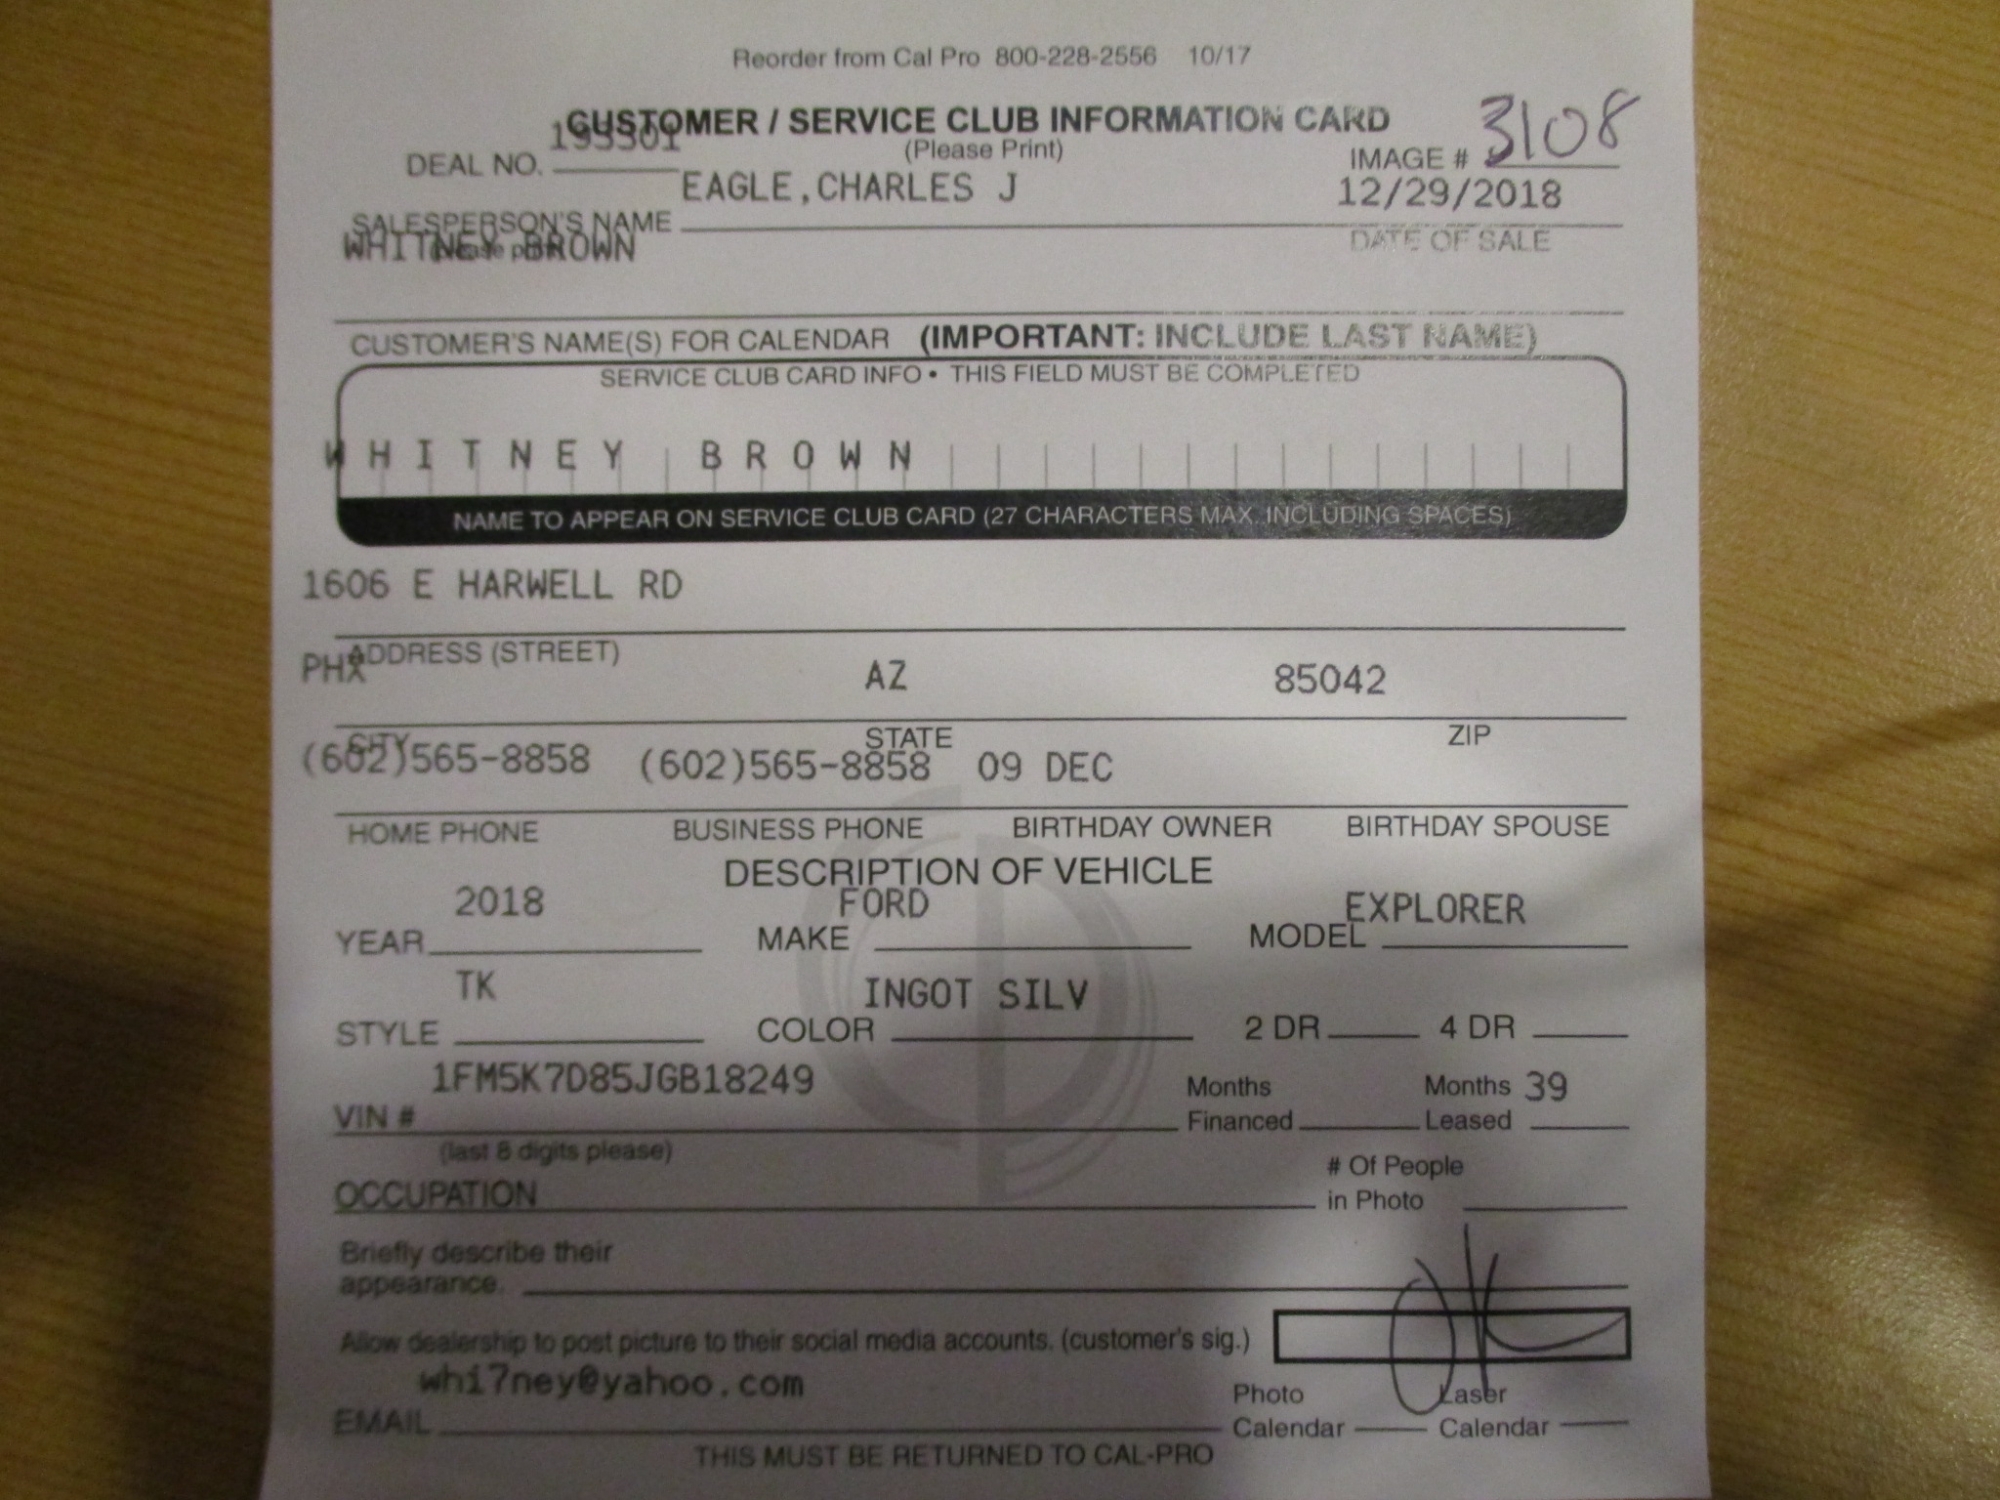 Reorder from Cal Pro 800-228-2556 10/17
CUSTOMER / SERVICE CLUB INFORMATION CARD
(Please Print)
DEAL NO. 193301
IMAGE # 3108
EAGLE,CHARLES J 12/29/2018
SALESPERSON'S NAME
(please print)
DATE OF SALE
WHITNEY BROWN
CUSTOMER'S NAME(S) FOR CALENDAR (IMPORTANT: INCLUDE LAST NAME)
SERVICE CLUB CARD INFO • THIS FIELD MUST BE COMPLETED
WHITNEY BROWN
NAME TO APPEAR ON SERVICE CLUB CARD (27 CHARACTERS MAX. INCLUDING SPACES)
1606 E HARWELL RD
ADDRESS (STREET)
PHX AZ 85042
CITY STATE ZIP
(602)565-8858 (602)565-8858 09 DEC
HOME PHONE BUSINESS PHONE BIRTHDAY OWNER BIRTHDAY SPOUSE
DESCRIPTION OF VEHICLE
2018 FORD EXPLORER
YEAR MAKE MODEL
TK INGOT SILV
STYLE COLOR 2 DR 4 DR
1FM5K7D85JGB18249 Months Months 39
VIN # Financed Leased
(last 8 digits please)
# Of People
OCCUPATION in Photo
Briefly describe their
appearance.
Allow dealership to post picture to their social media accounts. (customer's sig.)
whi7ney@yahoo.com
Photo Laser
EMAIL Calendar Calendar
THIS MUST BE RETURNED TO CAL-PRO